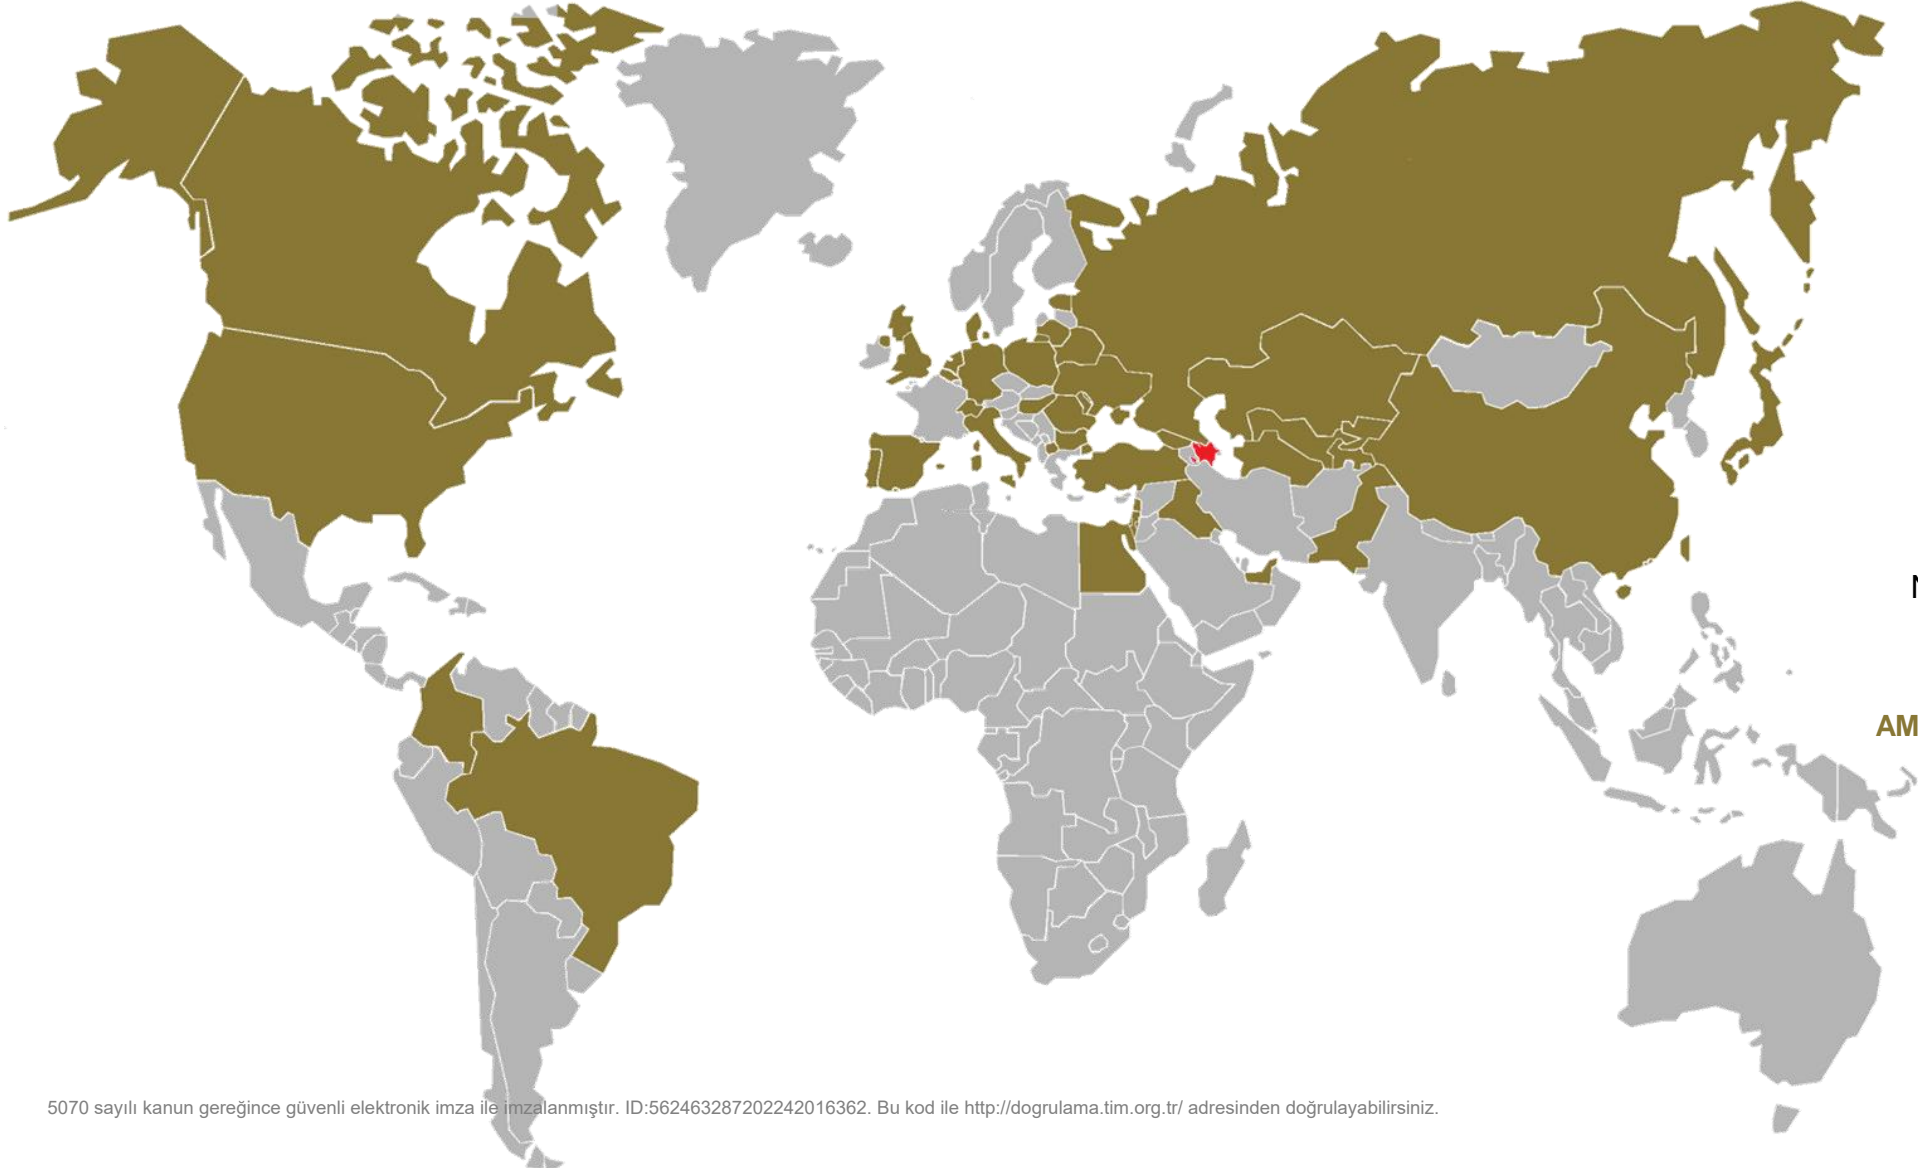 N
AM
5070 sayılı kanun gereğince güvenli elektronik imza ile imzalanmıştır. ID:562463287202242016362. Bu kod ile http://dogrulama.tim.org.tr/ adresinden doğrulayabilirsiniz.